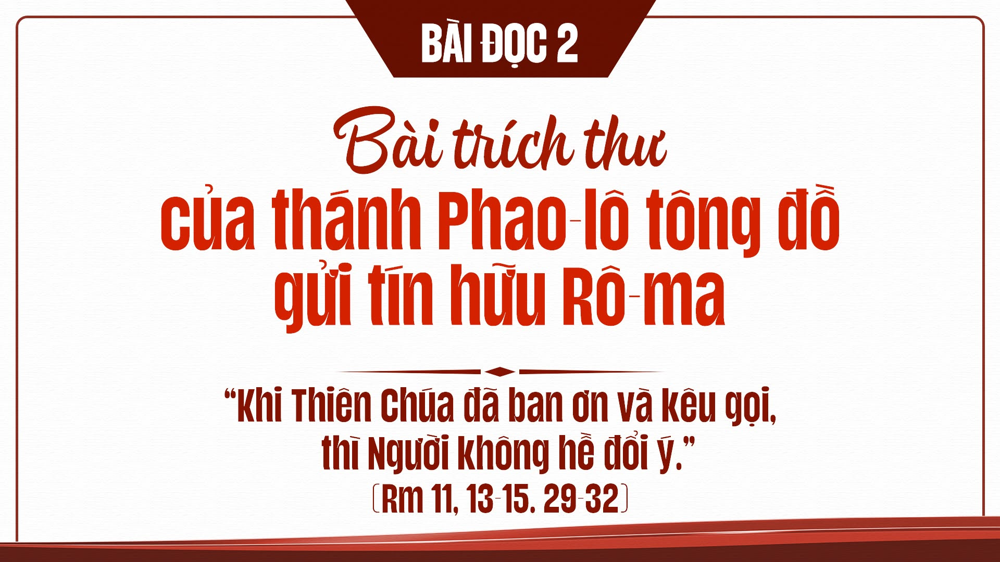 BÀI ĐỌC 2
Bài trích thư
của thánh Phao-lô tông đồ
gửi tín hữu Rô-ma
“Khi Thiên Chúa đã ban ơn và kêu gọi,
thì Người không hề đổi ý.”
(Rm 11, 13-15. 29-32)